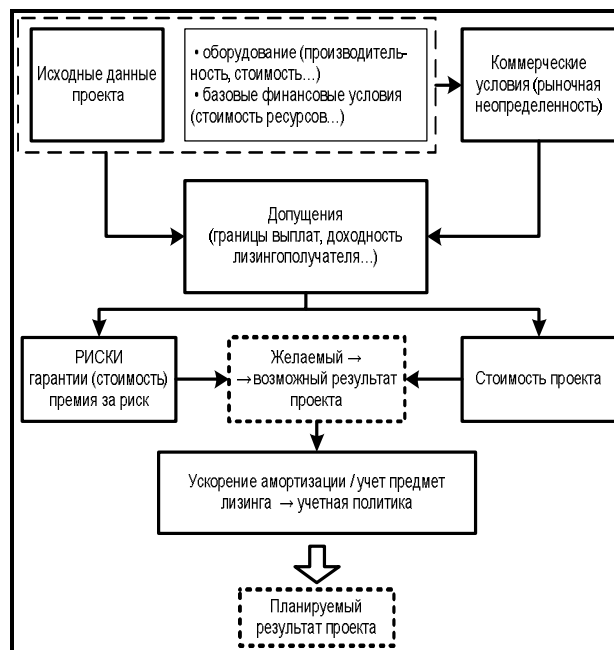 Исходные данные
проекта
• оборудование (производитель-
ность, стоимость...)
• базовые финансовые условия
(стоимость ресурсов...)
Коммерческие
условия (рыночная
неопределенность)
Допущения
(границы выплат, доходность
лизингополучателя...)
РИСКИ
гарантии (стоимость)
премия за риск
Желаемый →
→ возможный результат
проекта
Стоимость проекта
Ускорение амортизации / учет предмет
лизинга → учетная политика
Планируемый
результат проекта